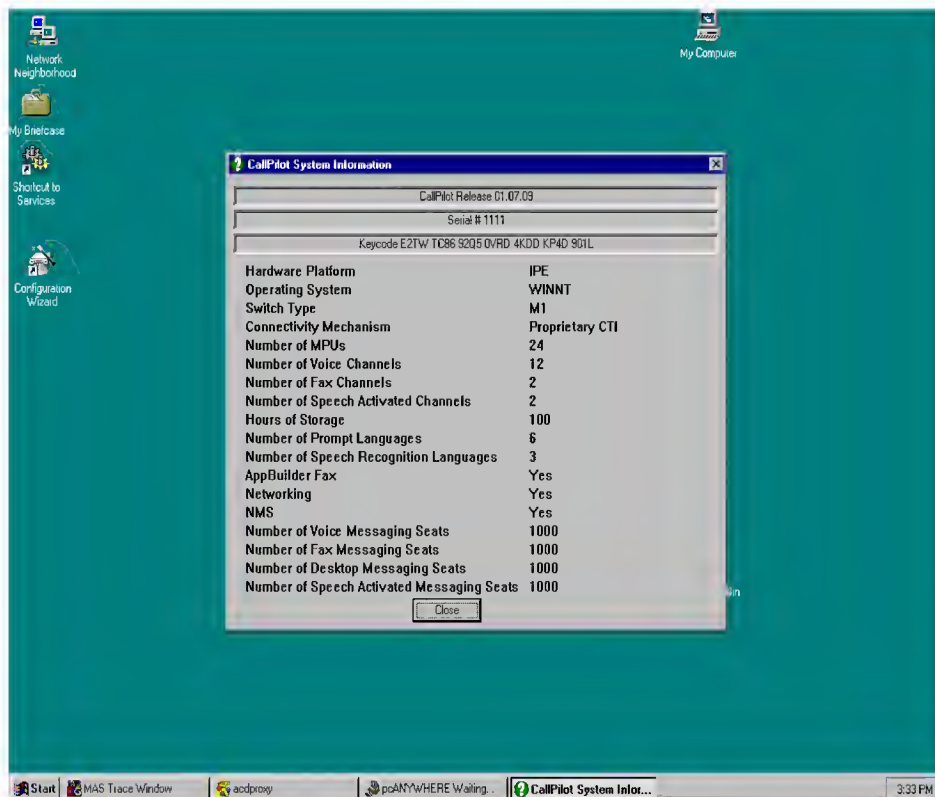 Network
Neighborhood
My Computer
My Briefcase
Shortcut to
Services
Configuration
Wizard
CallPilot System Information
CallPilot Release 01.07.09
Serial # 1111
Keycode E2TW TC86 92Q5 0VRD 4KDD KP4D 901L
Hardware Platform IPE
Operating System WINNT
Switch Type M1
Connectivity Mechanism Proprietary CTI
Number of MPUs 24
Number of Voice Channels 12
Number of Fax Channels 2
Number of Speech Activated Channels 2
Hours of Storage 100
Number of Prompt Languages 6
Number of Speech Recognition Languages 3
AppBuilder Fax Yes
Networking Yes
NMS Yes
Number of Voice Messaging Seats 1000
Number of Fax Messaging Seats 1000
Number of Desktop Messaging Seats 1000
Number of Speech Activated Messaging Seats 1000
Close
Start MAS Trace Window acdproxy pcANYWHERE Waiting... CallPilot System Infor... 3:33 PM